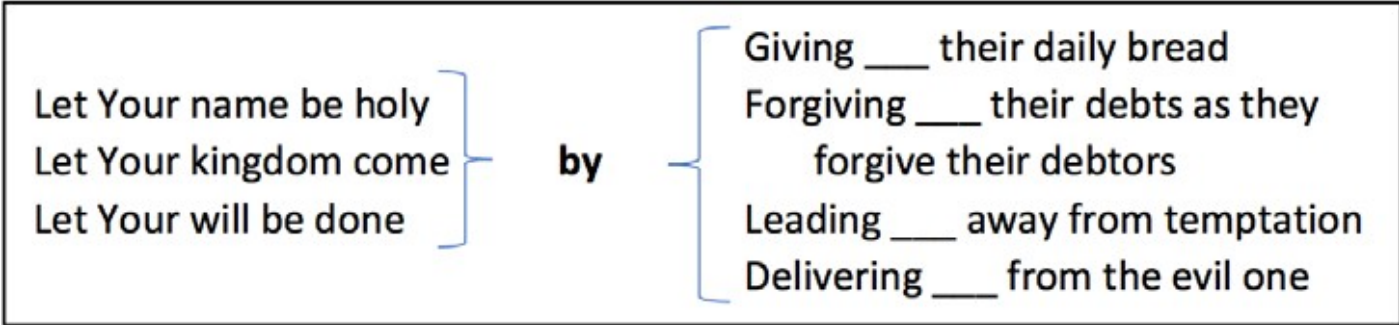 Let Your name be holy
Let Your kingdom come
Let Your will be done
by
Giving ___ their daily bread
Forgiving ___ their debts as they
forgive their debtors
Leading ___ away from temptation
Delivering ___ from the evil one